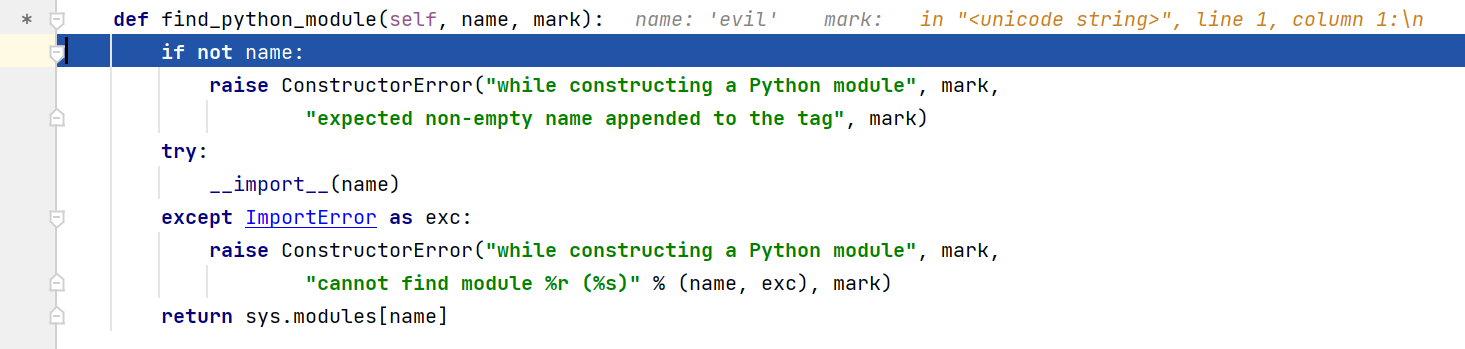 * def find_python_module(self, name, mark): name: 'evil' mark: in "<unicode string>", line 1, column 1:\n
if not name:
raise ConstructorError("while constructing a Python module", mark,
"expected non-empty name appended to the tag", mark)
try:
__import__(name)
except ImportError as exc:
raise ConstructorError("while constructing a Python module", mark,
"cannot find module %r (%s)" % (name, exc), mark)
return sys.modules[name]